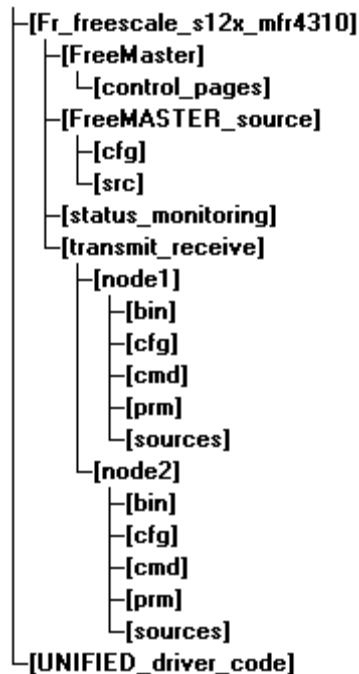 [Fr_freescale_s12x_mfr4310]
[FreeMaster]
[control_pages]
[FreeMASTER_source]
[cfg]
[src]
[status_monitoring]
[transmit_receive]
[node1]
[bin]
[cfg]
[cmd]
[prm]
[sources]
[node2]
[bin]
[cfg]
[cmd]
[prm]
[sources]
[UNIFIED_driver_code]